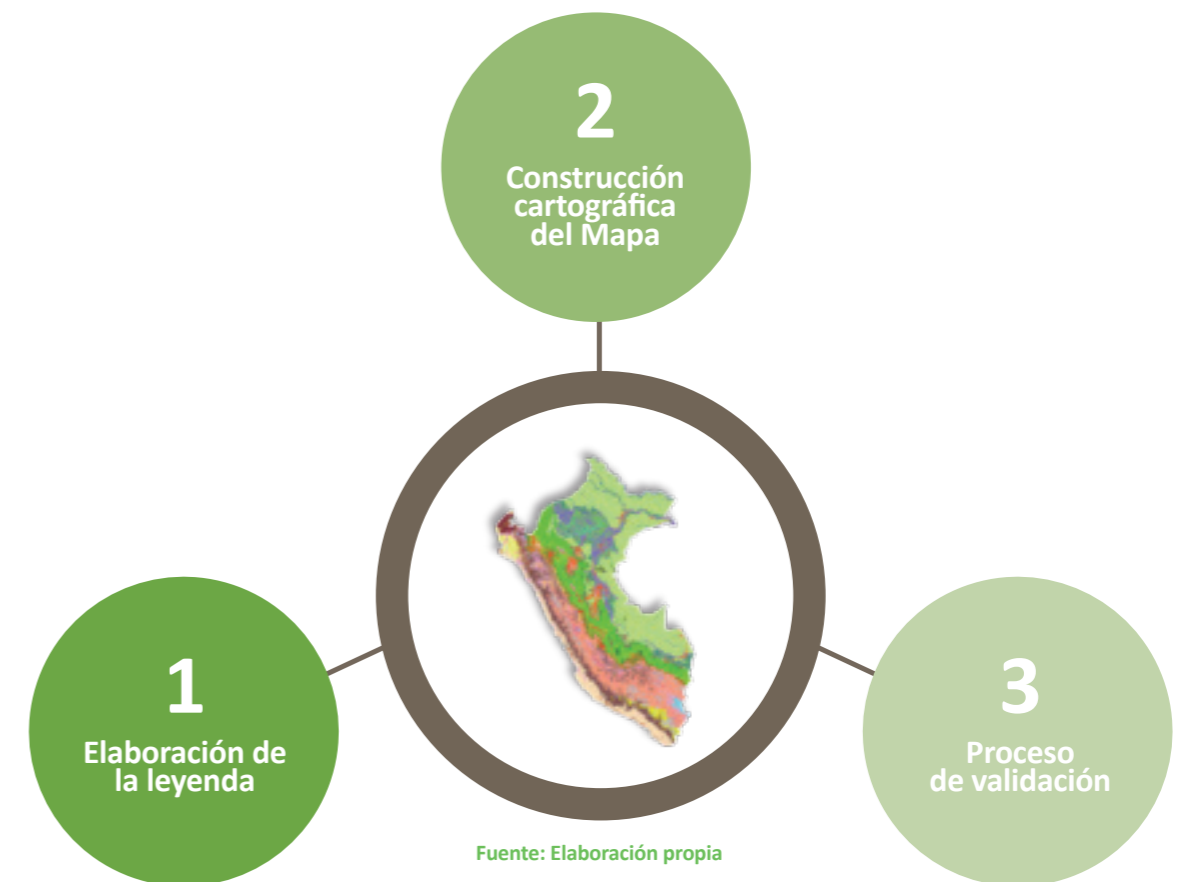 1
Elaboración de
la leyenda
2
Construcción
cartográfica
del Mapa
3
Proceso
de validación
Fuente: Elaboración propia